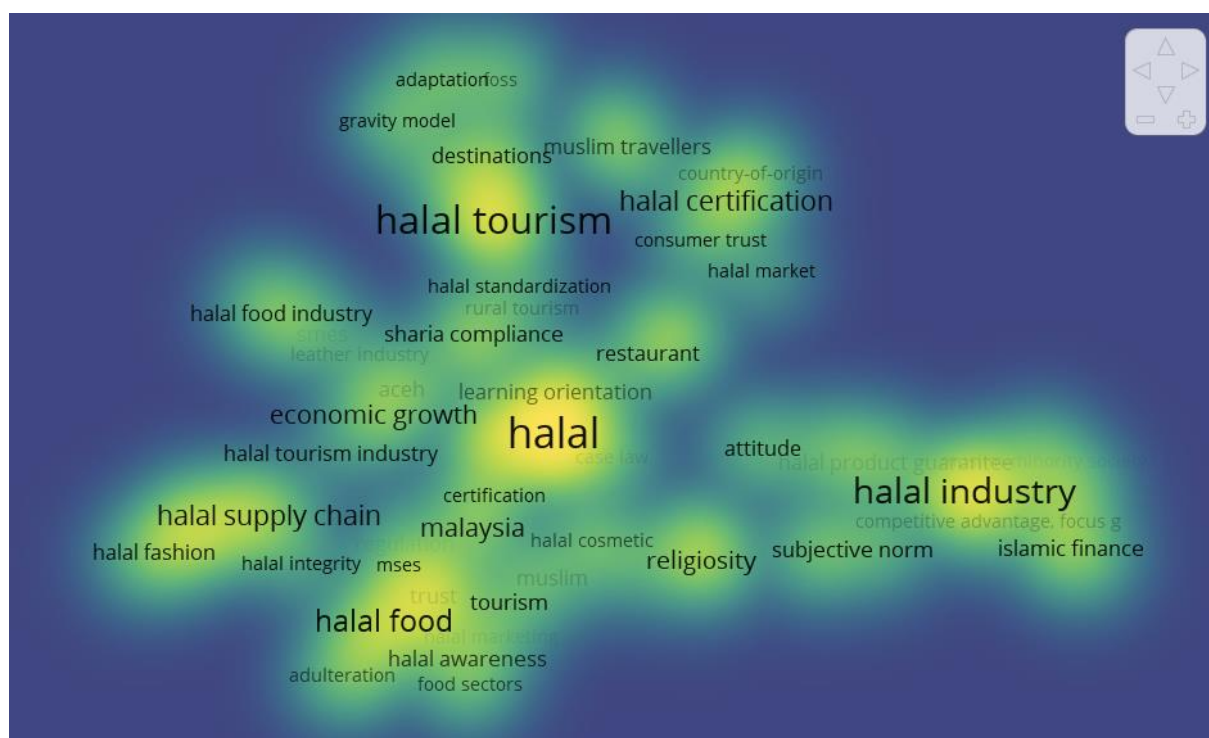 adaptation
gravity model
destinations
muslim travellers
country-of-origin
halal tourism
halal certification
consumer trust
halal market
halal standardization
rural tourism
halal food industry
smes
sharia compliance
leather industry
restaurant
aceh
learning orientation
economic growth
halal
halal tourism industry
case law
attitude
halal product guarantee
halal industry
certification
halal supply chain
malaysia
competitive advantage, focus g
halal cosmetic
halal fashion
halal integrity
mses
religiosity
subjective norm
islamic finance
muslim
trust
tourism
halal food
halal marketing
halal awareness
adulteration
food sectors